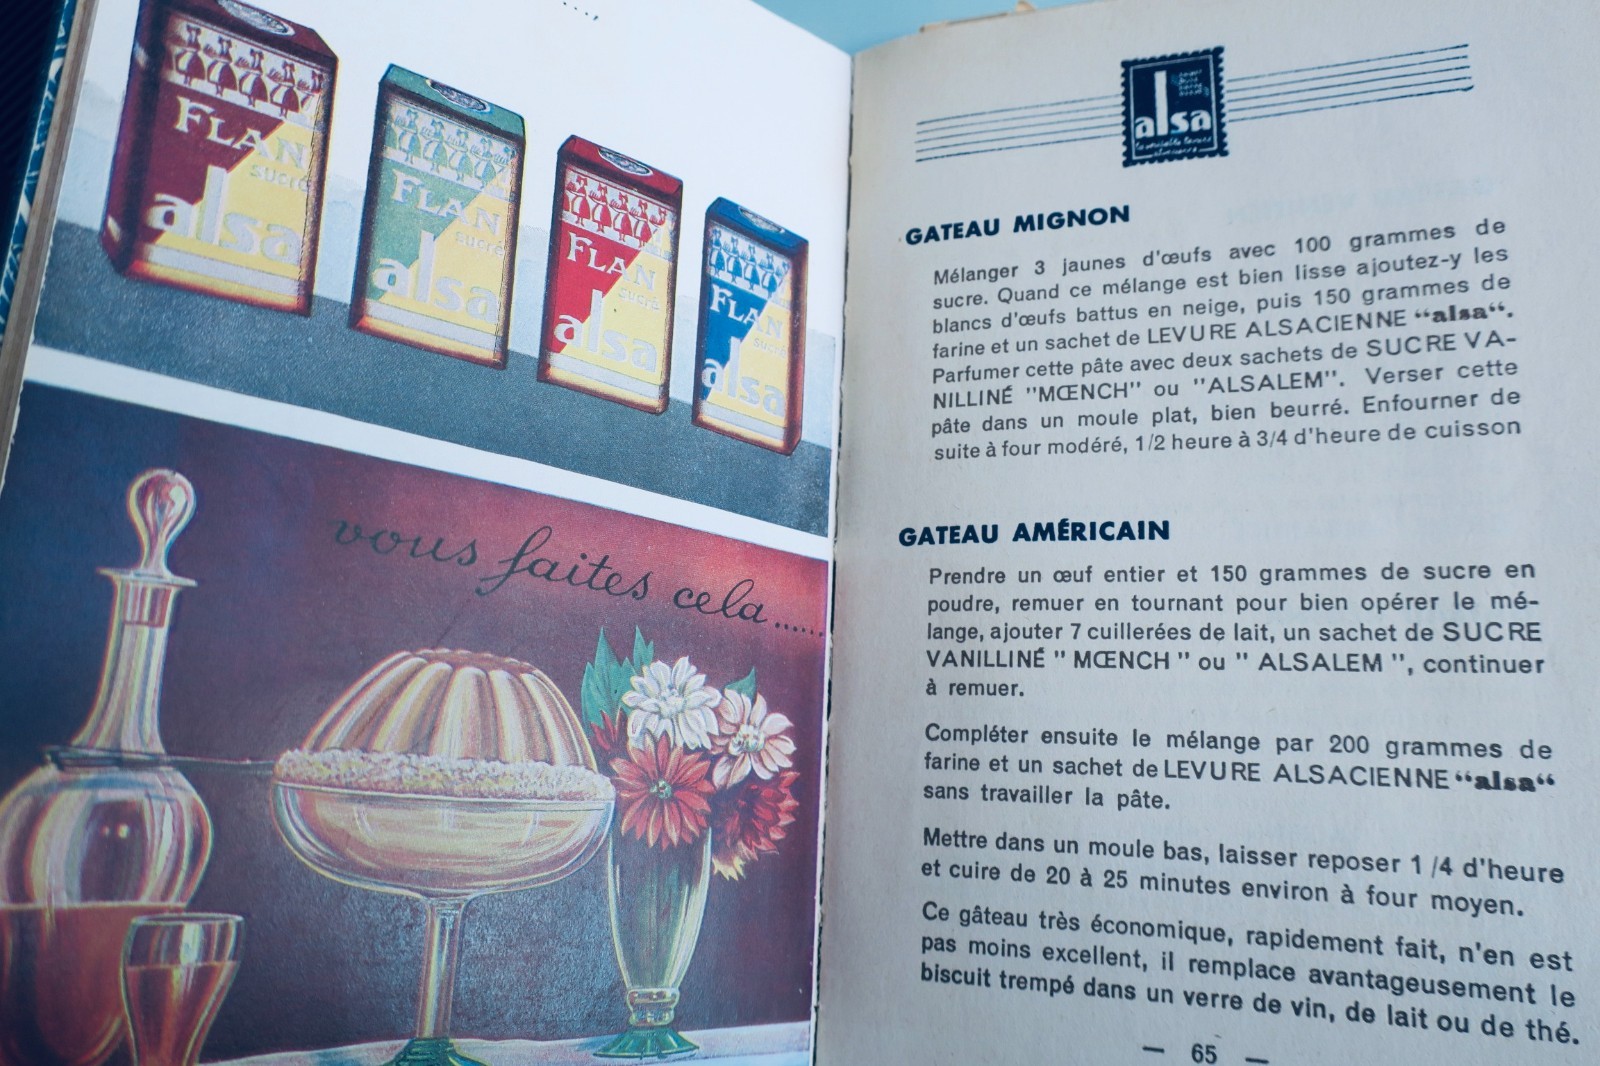 FLAN
sucré
alsa
FLAN
sucré
alsa
FLAN
sucré
alsa
FLAN
sucré
alsa
vous faites cela......
alsa
GATEAU MIGNON
Mélanger 3 jaunes d'œufs avec 100 grammes de
sucre. Quand ce mélange est bien lisse ajoutez-y les
blancs d'œufs battus en neige, puis 150 grammes de
farine et un sachet de LEVURE ALSACIENNE “alsa“.
Parfumer cette pâte avec deux sachets de SUCRE VA-
NILLINÉ "MŒNCH" ou "ALSALEM". Verser cette
pâte dans un moule plat, bien beurré. Enfourner de
suite à four modéré, 1/2 heure à 3/4 d'heure de cuisson
GATEAU AMÉRICAIN
Prendre un œuf entier et 150 grammes de sucre en
poudre, remuer en tournant pour bien opérer le mé-
lange, ajouter 7 cuillerées de lait, un sachet de SUCRE
VANILLINÉ " MŒNCH " ou " ALSALEM ", continuer
à remuer.
Compléter ensuite le mélange par 200 grammes de
farine et un sachet de LEVURE ALSACIENNE “alsa“
sans travailler la pâte.
Mettre dans un moule bas, laisser reposer 1/4 d'heure
et cuire de 20 à 25 minutes environ à four moyen.
Ce gâteau très économique, rapidement fait, n'en est
pas moins excellent, il remplace avantageusement le
biscuit trempé dans un verre de vin, de lait ou de thé.
— 65 —